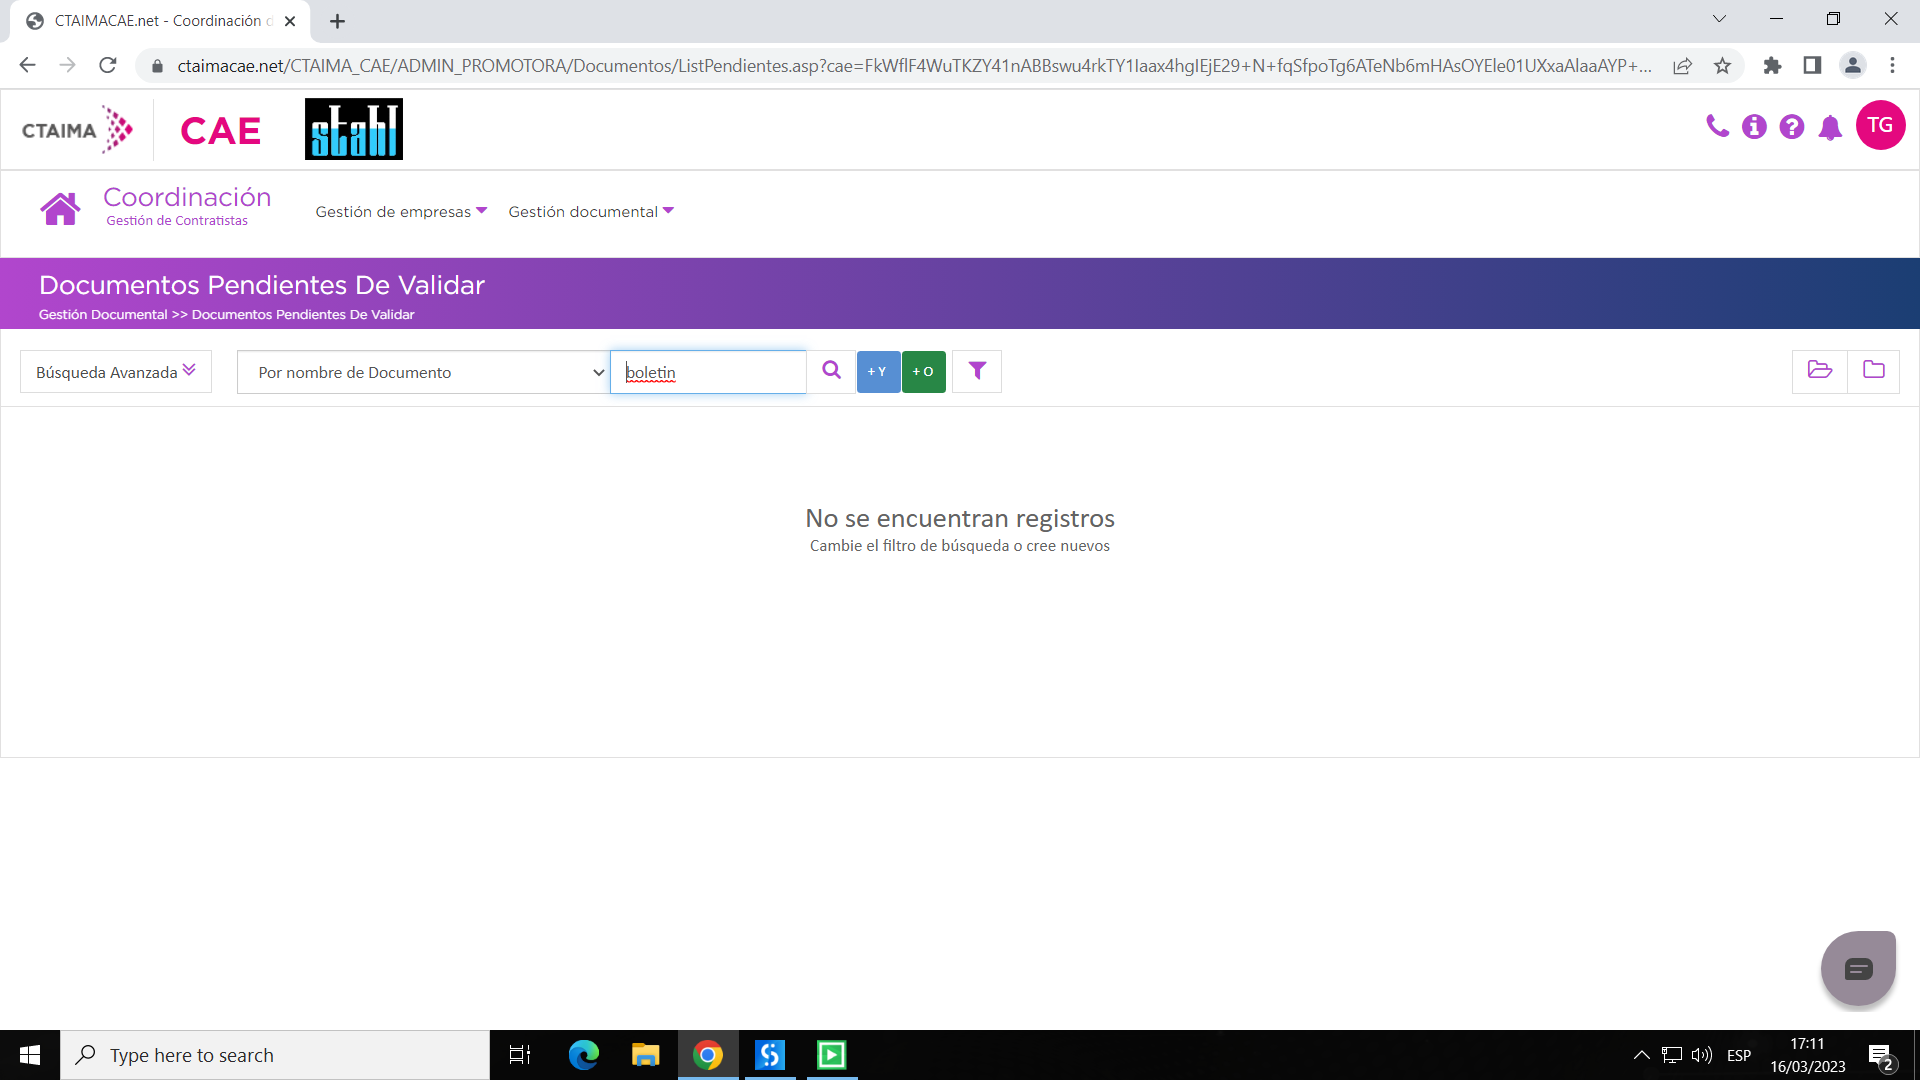 CTAIMACAE.net - Coordinación d
ctaimacae.net/CTAIMA_CAE/ADMIN_PROMOTORA/Documentos/ListPendientes.asp?cae=FkWflF4WuTKZY41nABBswu4rkTY1Iaax4hgIEjE29+N+fqSfpoTg6ATeNb6mHAsOYEle01UXxaAlaaAYP+...
CTAIMA CAE stahl
TG
Coordinación
Gestión de Contratistas
Gestión de empresas Gestión documental
Documentos Pendientes De Validar
Gestión Documental >> Documentos Pendientes De Validar
Búsqueda Avanzada Por nombre de Documento boletin + Y + O
No se encuentran registros
Cambie el filtro de búsqueda o cree nuevos
Type here to search
ESP
17:11
16/03/2023
2